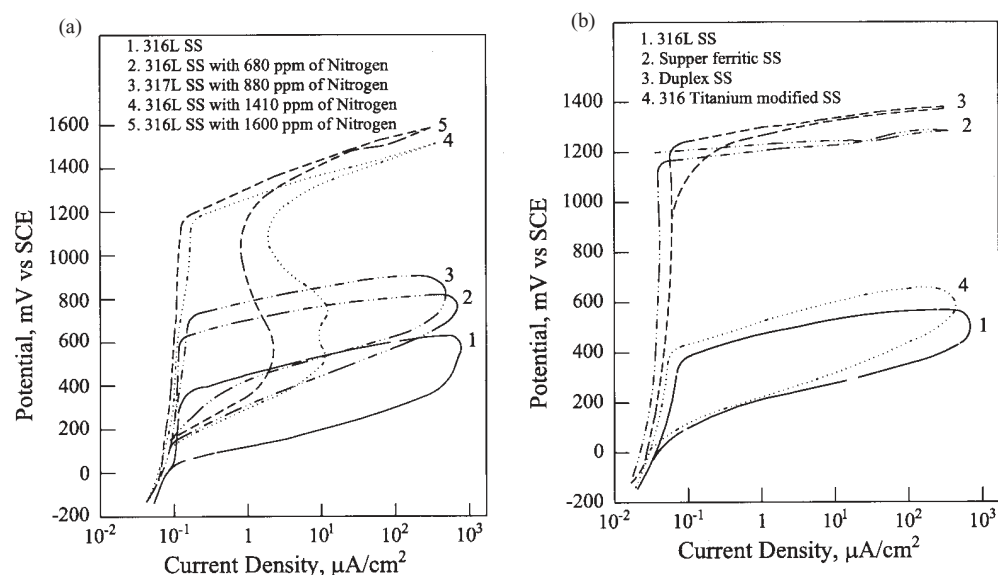 (a)
1. 316L SS
2. 316L SS with 680 ppm of Nitrogen
3. 317L SS with 880 ppm of Nitrogen
4. 316L SS with 1410 ppm of Nitrogen
5. 316L SS with 1600 ppm of Nitrogen
1600
1400
1200
1000
800
600
400
200
0
-200
Potential, mV vs SCE
5
4
3
2
1
10-2
10-1
1
10
102
103
Current Density, μA/cm2
(b)
1. 316L SS
2. Supper ferritic SS
3. Duplex SS
4. 316 Titanium modified SS
1400
1200
1000
800
600
400
200
0
-200
Potential, mV vs SCE
3
2
4
1
10-2
10-1
1
10
102
103
Current Density, μA/cm2